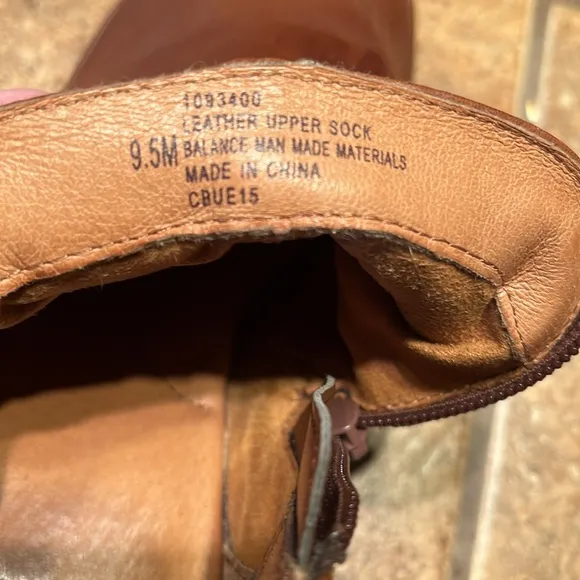 1093400
LEATHER UPPER SOCK
9.5M BALANCE MAN MADE MATERIALS
MADE IN CHINA
CBUE15